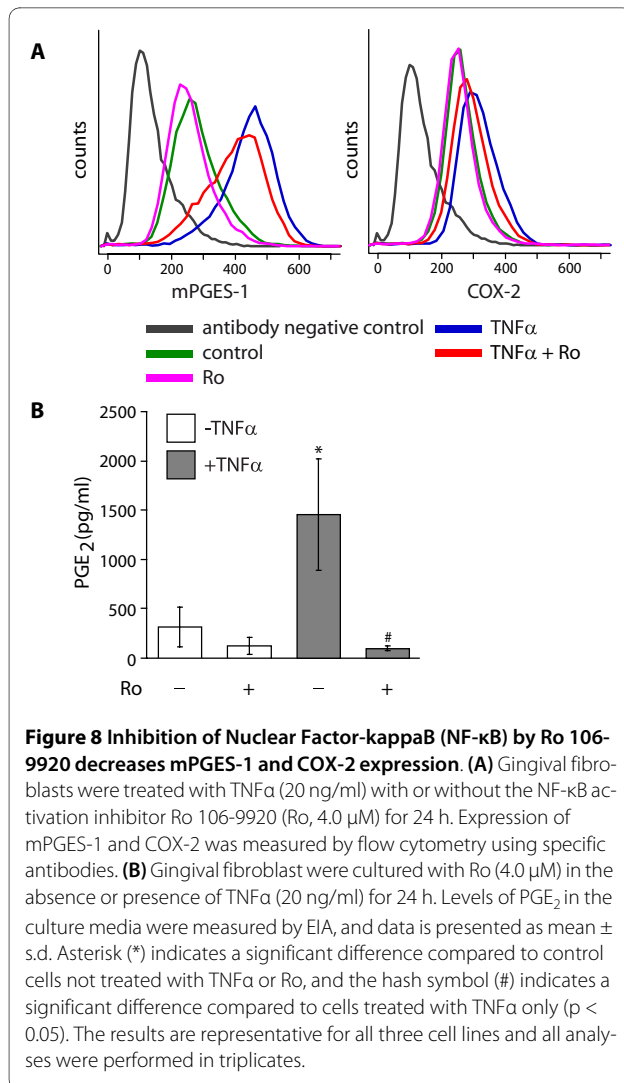 A
counts
0 200 400 600
mPGES-1
counts
0 200 400 600
COX-2
antibody negative control
control
Ro
TNFα
TNFα + Ro
B
PGE2 (pg/ml)
2500
2000
1500
1000
500
0
-TNFα
+TNFα
*
#
Ro – + – +
Figure 8 Inhibition of Nuclear Factor-kappaB (NF-κB) by Ro 106-
9920 decreases mPGES-1 and COX-2 expression. (A) Gingival fibro-
blasts were treated with TNFα (20 ng/ml) with or without the NF-κB ac-
tivation inhibitor Ro 106-9920 (Ro, 4.0 μM) for 24 h. Expression of
mPGES-1 and COX-2 was measured by flow cytometry using specific
antibodies. (B) Gingival fibroblast were cultured with Ro (4.0 μM) in the
absence or presence of TNFα (20 ng/ml) for 24 h. Levels of PGE2 in the
culture media were measured by EIA, and data is presented as mean ±
s.d. Asterisk (*) indicates a significant difference compared to control
cells not treated with TNFα or Ro, and the hash symbol (#) indicates a
significant difference compared to cells treated with TNFα only (p <
0.05). The results are representative for all three cell lines and all analy-
ses were performed in triplicates.